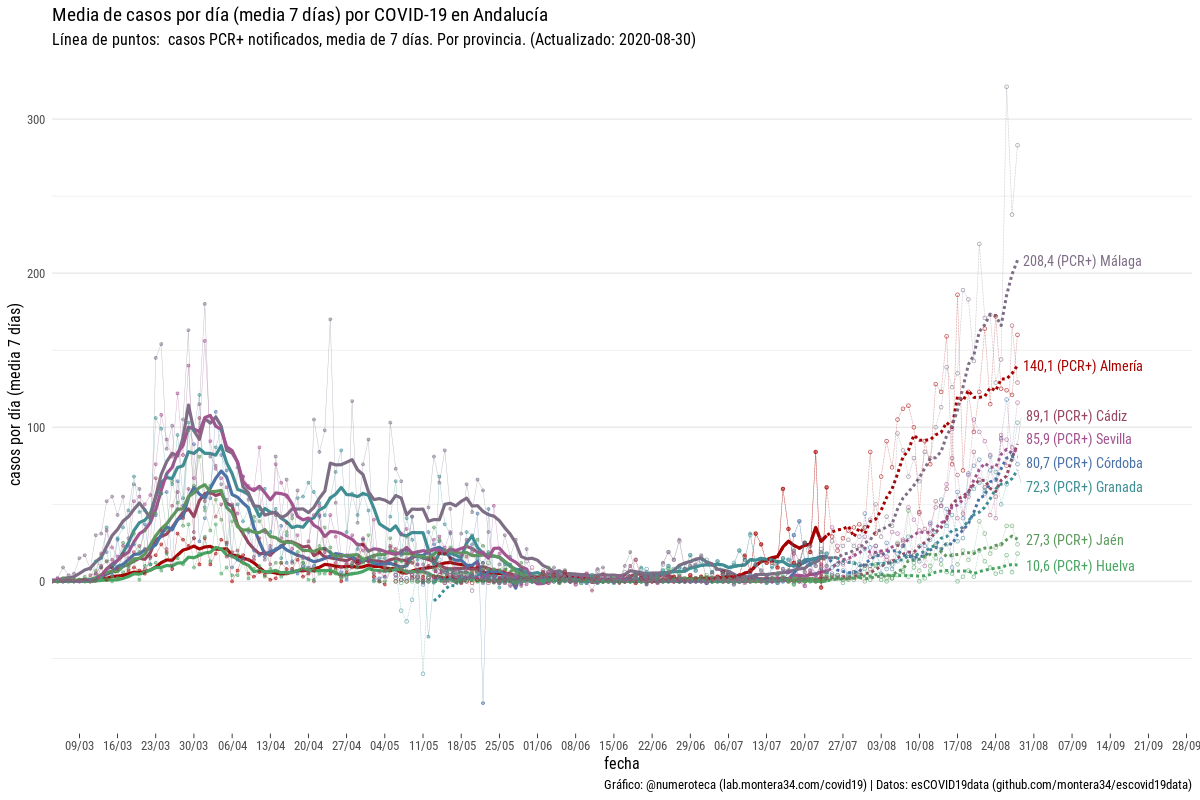 Media de casos por día (media 7 días) por COVID-19 en Andalucía
Línea de puntos:  casos PCR+ notificados, media de 7 días. Por provincia. (Actualizado: 2020-08-30)
casos por día (media 7 días)
300
200
100
0
208,4 (PCR+) Málaga
140,1 (PCR+) Almería
89,1 (PCR+) Cádiz
85,9 (PCR+) Sevilla
80,7 (PCR+) Córdoba
72,3 (PCR+) Granada
27,3 (PCR+) Jaén
10,6 (PCR+) Huelva
09/03 16/03 23/03 30/03 06/04 13/04 20/04 27/04 04/05 11/05 18/05 25/05 01/06 08/06 15/06 22/06 29/06 06/07 13/07 20/07 27/07 03/08 10/08 17/08 24/08 31/08 07/09 14/09 21/09 28/09
fecha
Gráfico: @numeroteca (lab.montera34.com/covid19) | Datos: esCOVID19data (github.com/montera34/escovid19data)